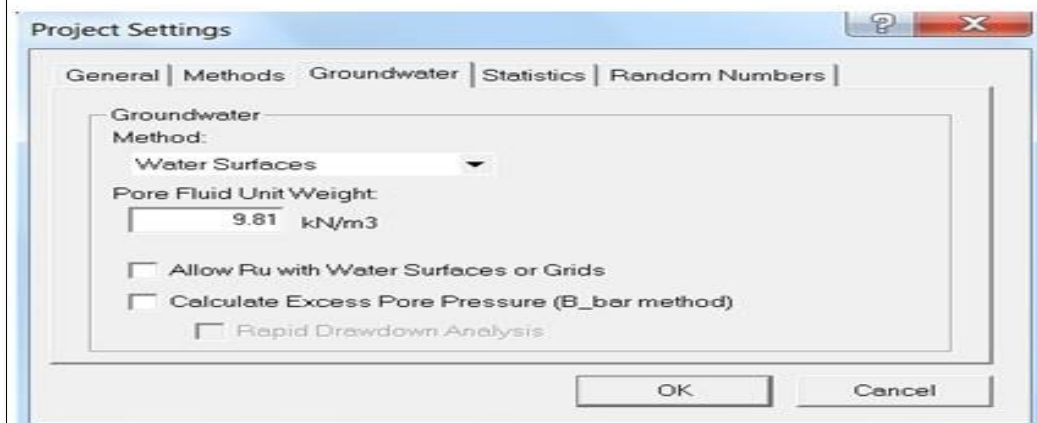 Project Settings
General Methods Groundwater Statistics Random Numbers
Groundwater
Method:
Water Surfaces
Pore Fluid Unit Weight:
9.81 kN/m3
Allow Ru with Water Surfaces or Grids
Calculate Excess Pore Pressure (B_bar method)
Rapid Drawdown Analysis
OK Cancel